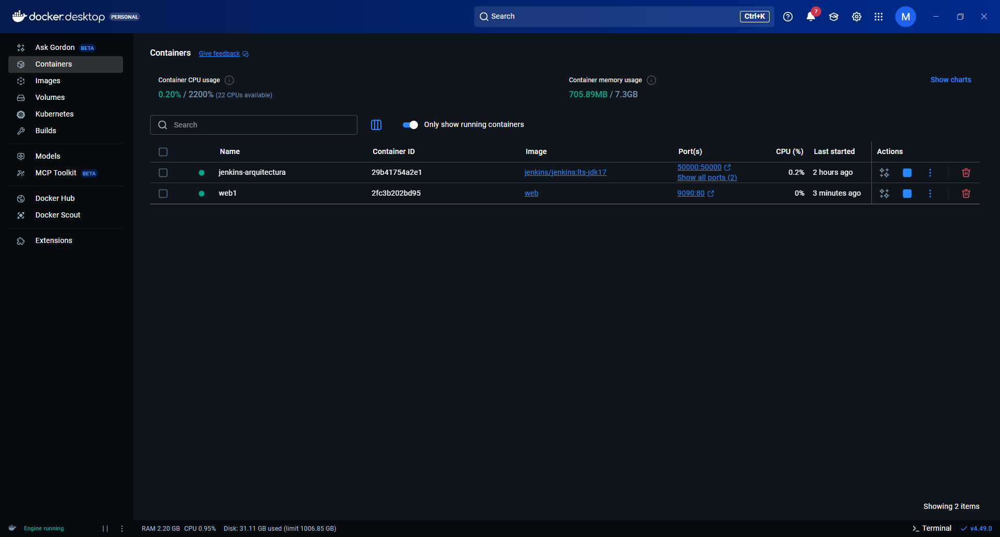 docker.desktop PERSONAL
Search Ctrl+K
7
M
Ask Gordon BETA
Containers
Images
Volumes
Kubernetes
Builds
Models
MCP Toolkit BETA
Docker Hub
Docker Scout
Extensions
Containers Give feedback
Container CPU usage
0.20% / 2200% (22 CPUs available)
Container memory usage
705.89MB / 7.3GB
Show charts
Search
Only show running containers
Name Container ID Image Port(s) CPU (%) Last started Actions
jenkins-arquitectura 29b41754a2e1 jenkins/jenkins:lts-jdk17 50000:50000 0.2% 2 hours ago
Show all ports (2)
web1 2fc3b202bd95 web 9090:80 0% 3 minutes ago
Showing 2 items
Engine running
RAM 2.20 GB CPU 0.95% Disk: 31.11 GB used (limit 1006.85 GB)
Terminal v4.49.0